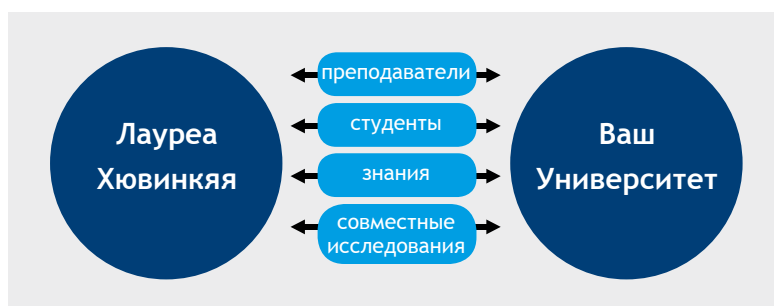 Лауреа
Хювинкяя
преподаватели
студенты
знания
совместные
исследования
Ваш
Университет